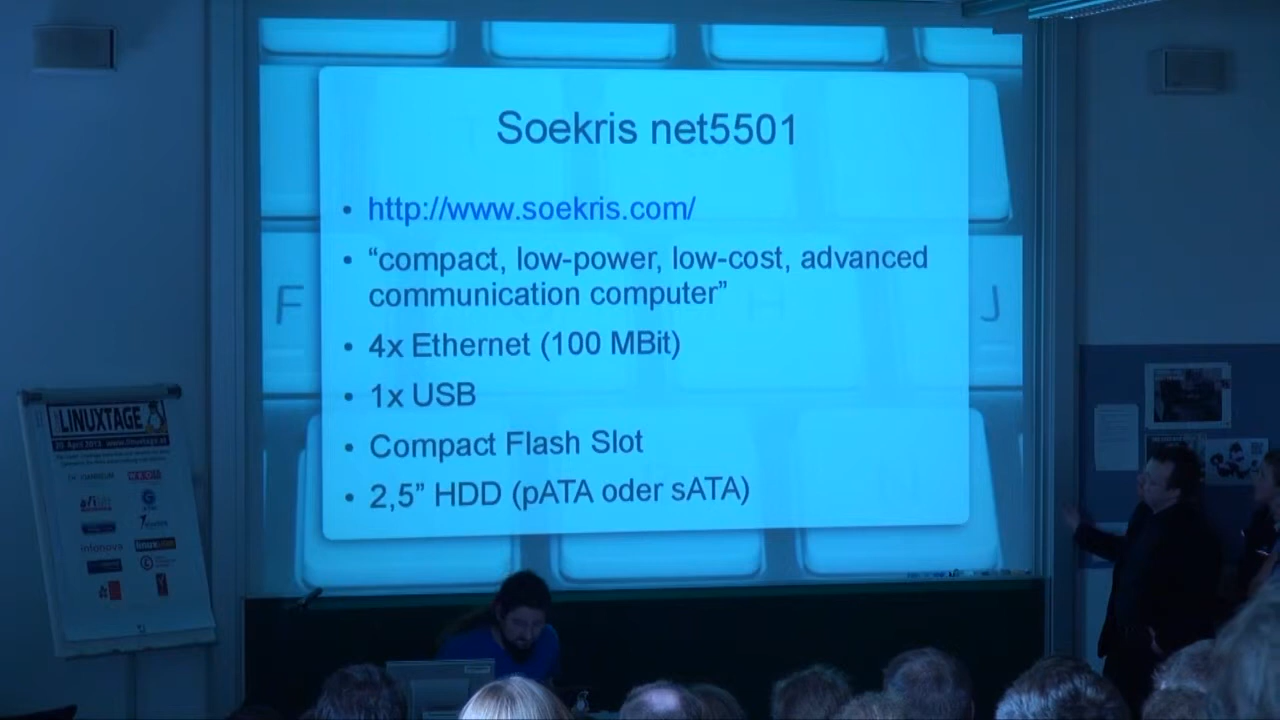 Soekris net5501
• http://www.soekris.com/
• “compact, low-power, low-cost, advanced
communication computer”
• 4x Ethernet (100 MBit)
• 1x USB
• Compact Flash Slot
• 2,5” HDD (pATA oder sATA)
F
H
J
LINUXTAGE